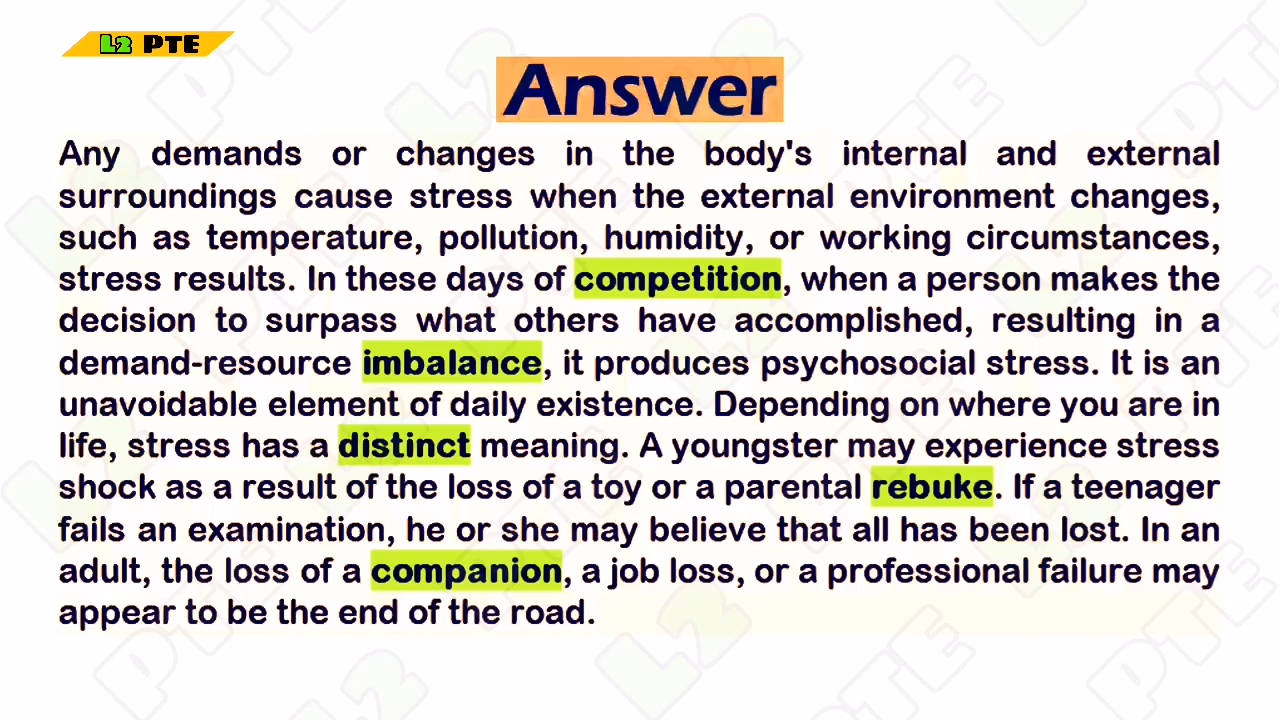 L2 PTE
Answer
Any demands or changes in the body's internal and external
surroundings cause stress when the external environment changes,
such as temperature, pollution, humidity, or working circumstances,
stress results. In these days of competition, when a person makes the
decision to surpass what others have accomplished, resulting in a
demand-resource imbalance, it produces psychosocial stress. It is an
unavoidable element of daily existence. Depending on where you are in
life, stress has a distinct meaning. A youngster may experience stress
shock as a result of the loss of a toy or a parental rebuke. If a teenager
fails an examination, he or she may believe that all has been lost. In an
adult, the loss of a companion, a job loss, or a professional failure may
appear to be the end of the road.